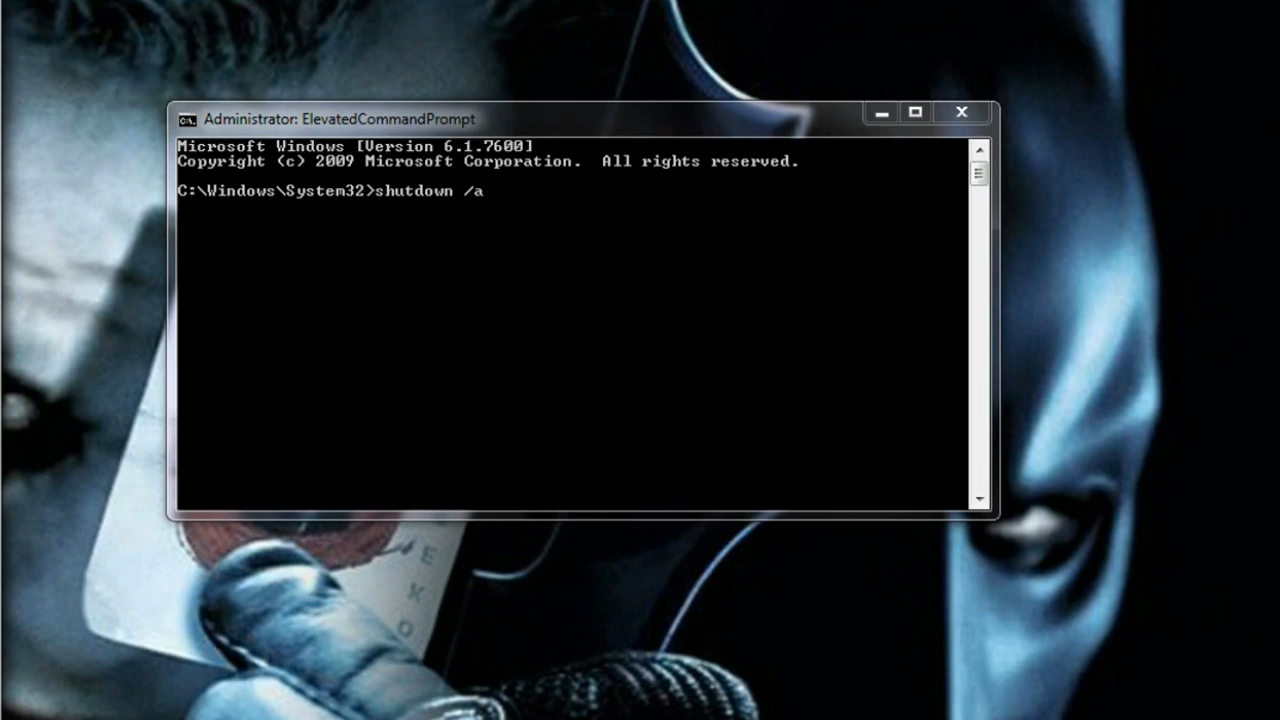 Administrator: ElevatedCommandPrompt
Microsoft Windows [Version 6.1.7600]
Copyright (c) 2009 Microsoft Corporation.  All rights reserved.
C:\Windows\System32>shutdown /a
E
K
O